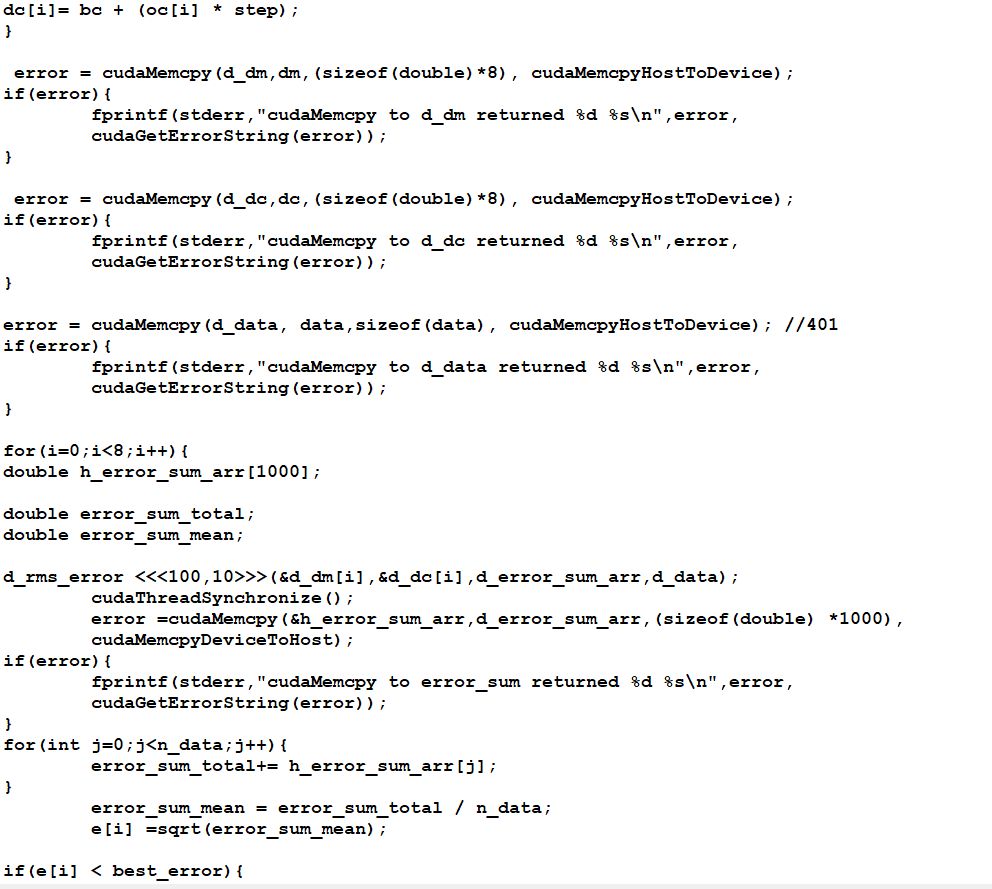 dc[i]= bc + (oc[i] * step);
}
error = cudaMemcpy(d_dm,dm,(sizeof(double)*8), cudaMemcpyHostToDevice);
if(error){
fprintf(stderr,"cudaMemcpy to d_dm returned %d %s\n",error,
cudaGetErrorString(error));
}
error = cudaMemcpy(d_dc,dc,(sizeof(double)*8), cudaMemcpyHostToDevice);
if(error){
fprintf(stderr,"cudaMemcpy to d_dc returned %d %s\n",error,
cudaGetErrorString(error));
}
error = cudaMemcpy(d_data, data,sizeof(data), cudaMemcpyHostToDevice); //401
if(error){
fprintf(stderr,"cudaMemcpy to d_data returned %d %s\n",error,
cudaGetErrorString(error));
}
for(i=0;i<8;i++){
double h_error_sum_arr[1000];
double error_sum_total;
double error_sum_mean;
d_rms_error <<<100,10>>>(&d_dm[i],&d_dc[i],d_error_sum_arr,d_data);
cudaThreadSynchronize();
error =cudaMemcpy(&h_error_sum_arr,d_error_sum_arr,(sizeof(double) *1000),
cudaMemcpyDeviceToHost);
if(error){
fprintf(stderr,"cudaMemcpy to error_sum returned %d %s\n",error,
cudaGetErrorString(error));
}
for(int j=0;j<n_data;j++){
error_sum_total+= h_error_sum_arr[j];
}
error_sum_mean = error_sum_total / n_data;
e[i] =sqrt(error_sum_mean);
if(e[i] < best_error){